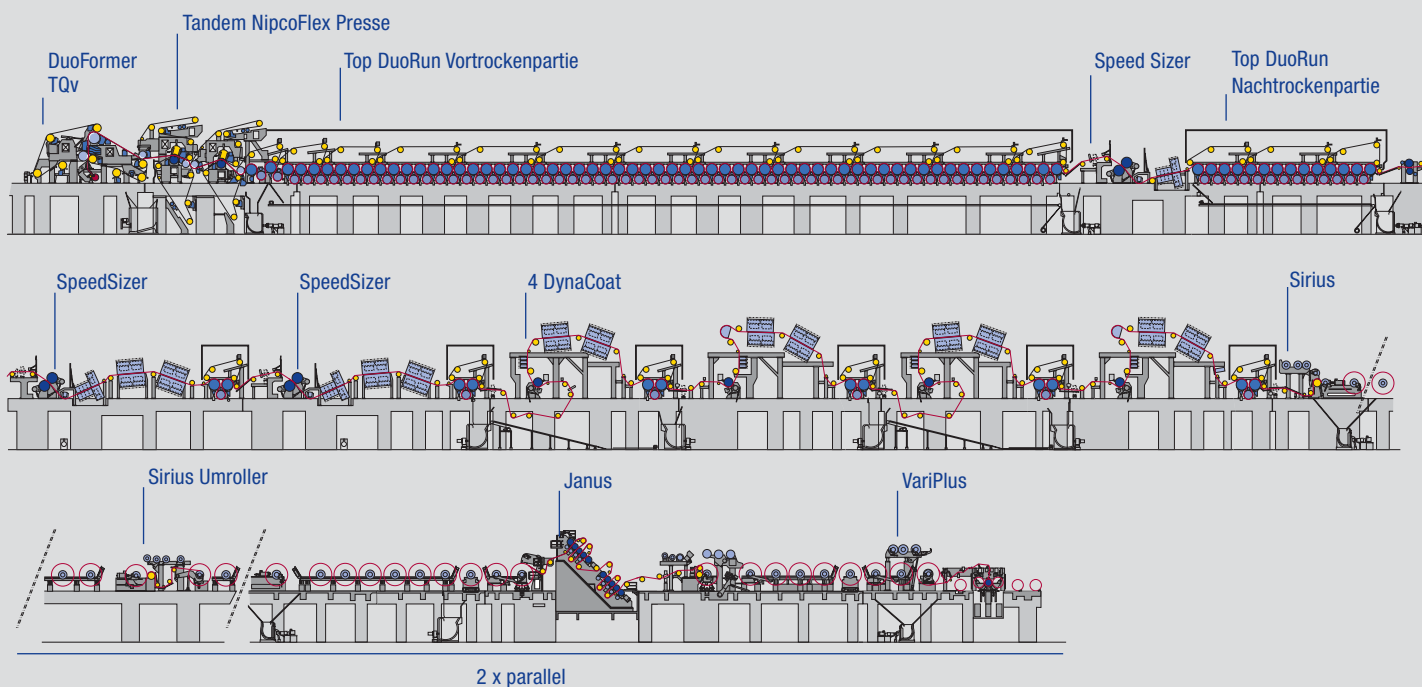 Tandem NipcoFlex Presse
DuoFormer
TQv
Top DuoRun Vortrockenpartie
Speed Sizer
Top DuoRun
Nachtrockenpartie
SpeedSizer
SpeedSizer
4 DynaCoat
Sirius
Sirius Umroller
Janus
VariPlus
2 x parallel